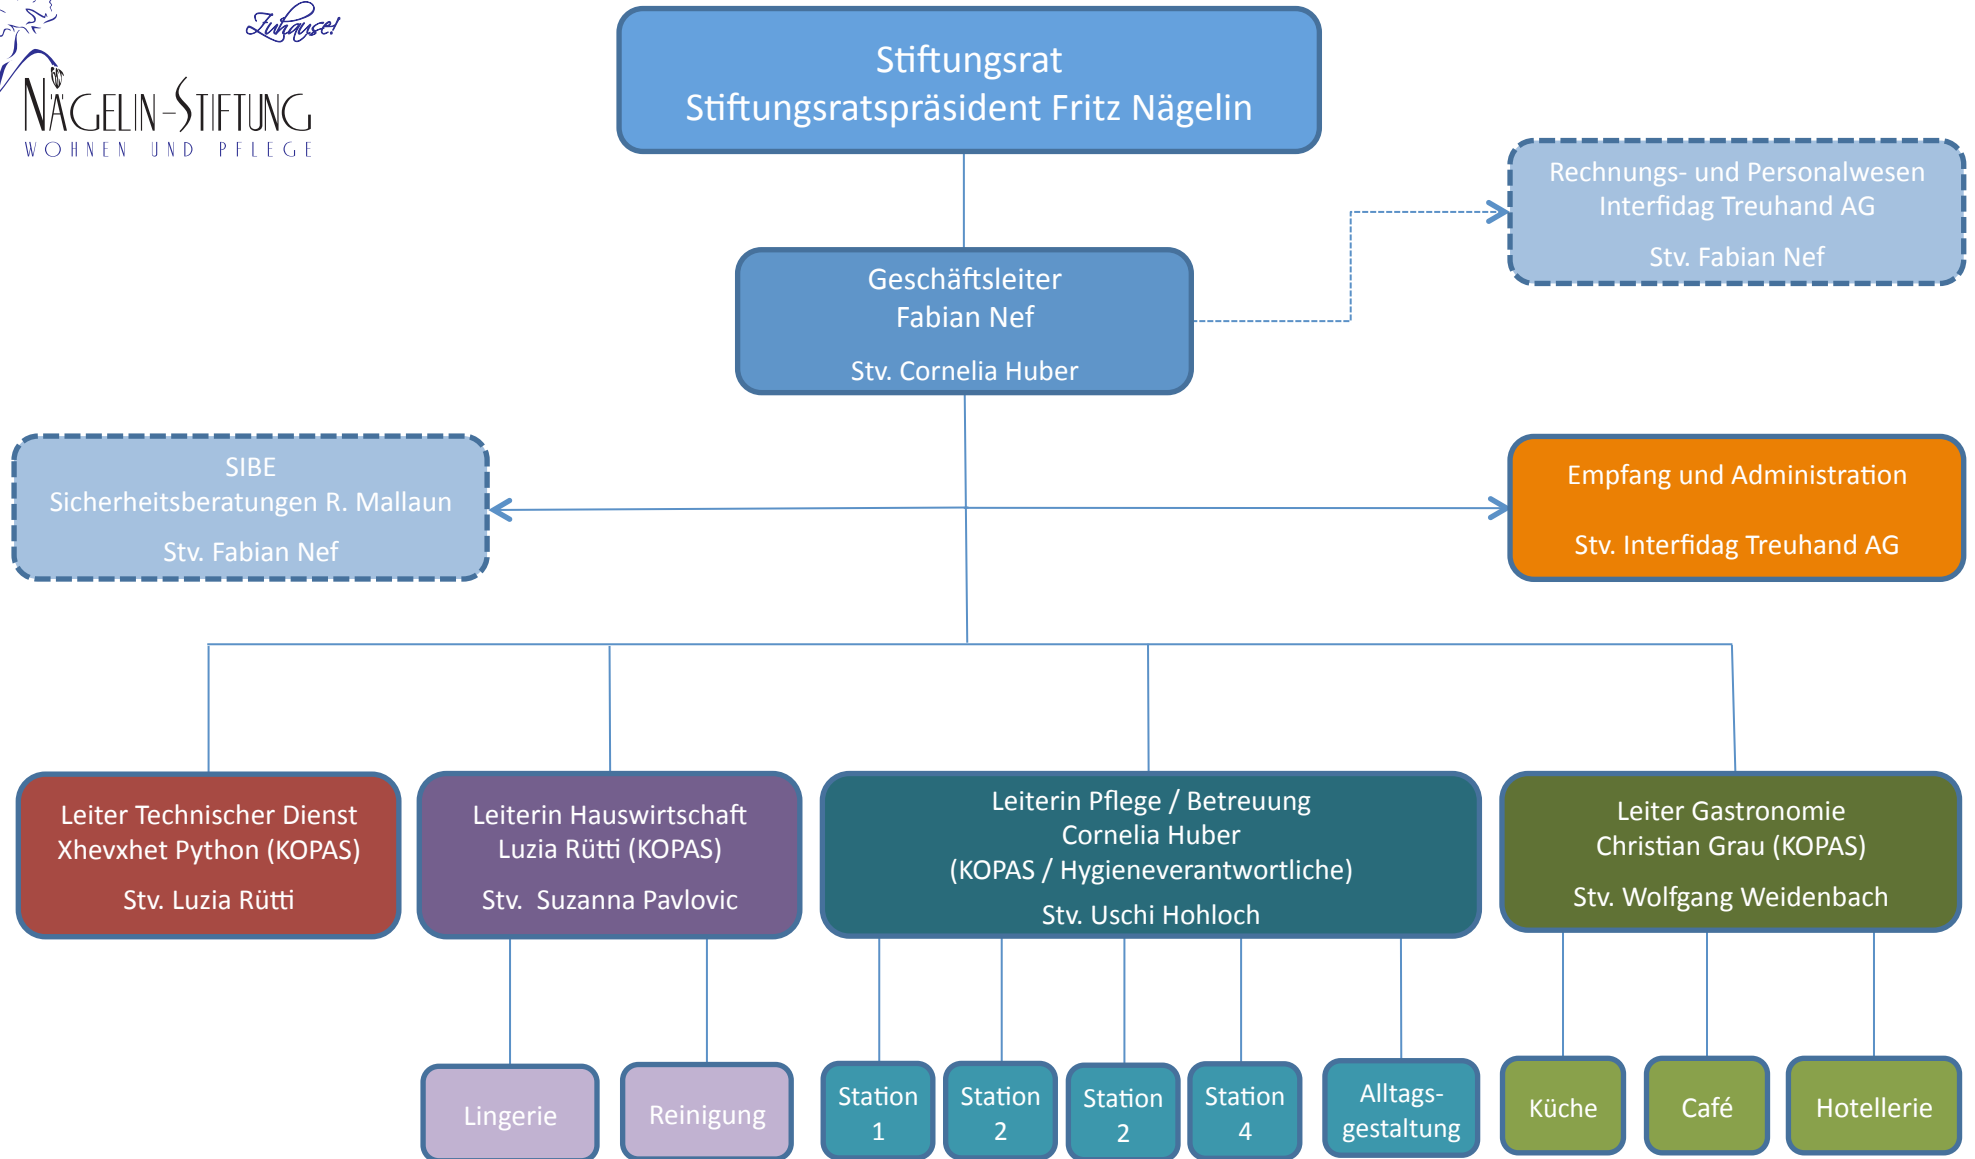 Zuhause!
NÄGELIN-STIFTUNG
WOHNEN UND PFLEGE
Stiftungsrat
Stiftungsratspräsident Fritz Nägelin
Rechnungs- und Personalwesen
Interfidag Treuhand AG
Stv. Fabian Nef
Geschäftsleiter
Fabian Nef
Stv. Cornelia Huber
SIBE
Sicherheitsberatungen R. Mallaun
Stv. Fabian Nef
Empfang und Administration
Stv. Interfidag Treuhand AG
Leiter Technischer Dienst
Xhevxhet Python (KOPAS)
Stv. Luzia Rütti
Leiterin Hauswirtschaft
Luzia Rütti (KOPAS)
Stv. Suzanna Pavlovic
Leiterin Pflege / Betreuung
Cornelia Huber
(KOPAS / Hygieneverantwortliche)
Stv. Uschi Hohloch
Leiter Gastronomie
Christian Grau (KOPAS)
Stv. Wolfgang Weidenbach
Lingerie
Reinigung
Station
1
Station
2
Station
2
Station
4
Alltags-
gestaltung
Küche
Café
Hotellerie